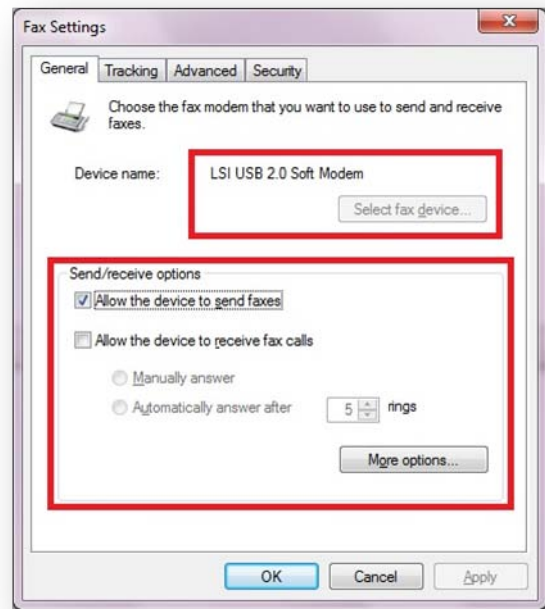 Fax Settings
General Tracking Advanced Security
Choose the fax modem that you want to use to send and receive
faxes.
Device name: LSI USB 2.0 Soft Modem
Select fax device...
Send/receive options
Allow the device to send faxes
Allow the device to receive fax calls
Manually answer
Automatically answer after 5 rings
More options...
OK Cancel Apply